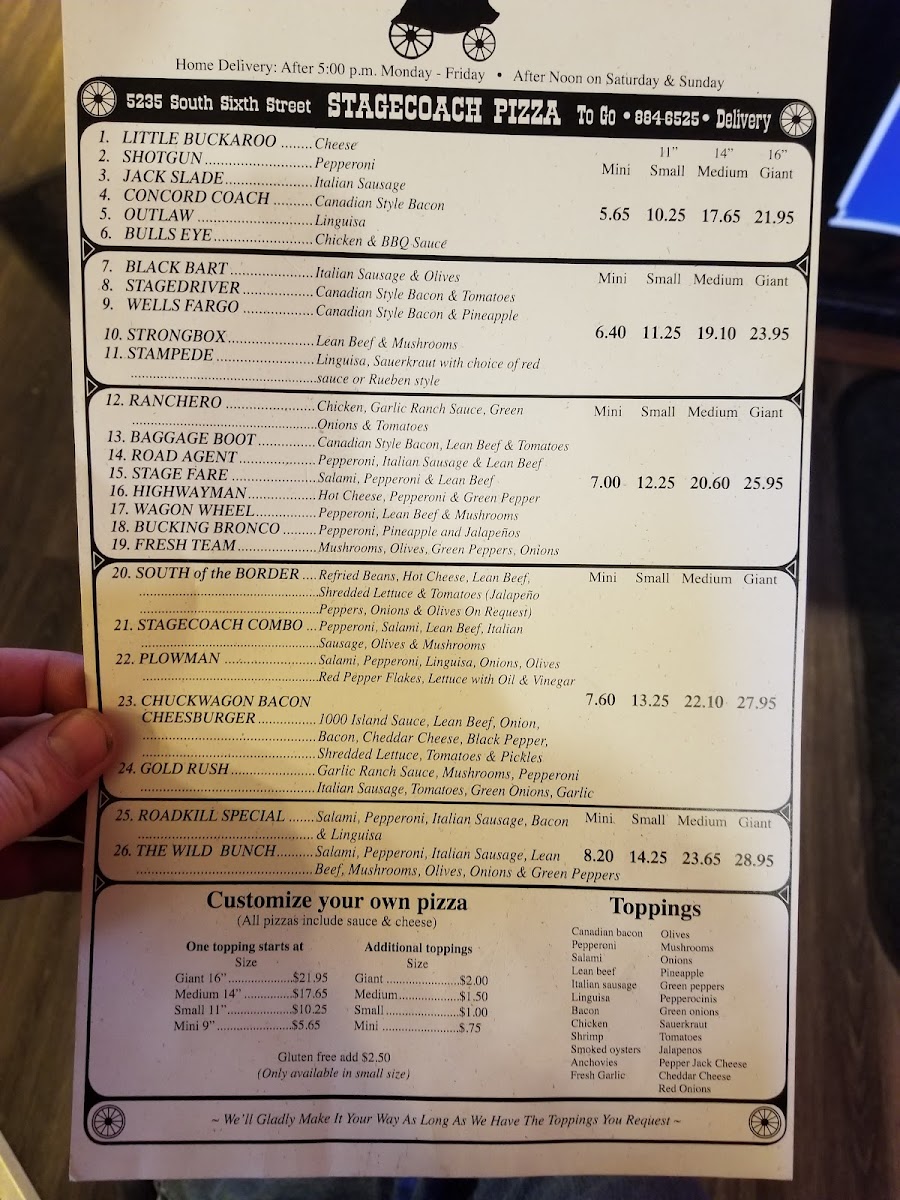 Home Delivery: After 5:00 p.m. Monday - Friday • After Noon on Saturday & Sunday
5235 South Sixth Street STAGECOACH PIZZA To Go • 884-6525 • Delivery
11" 14" 16"
Mini Small Medium Giant
1. LITTLE BUCKAROO ........Cheese
2. SHOTGUN...........................Pepperoni
3. JACK SLADE......................Italian Sausage
4. CONCORD COACH .........Canadian Style Bacon
5. OUTLAW ............................Linguisa
5.65 10.25 17.65 21.95
6. BULLS EYE........................Chicken & BBQ Sauce
Mini Small Medium Giant
7. BLACK BART ....................Italian Sausage & Olives
8. STAGEDRIVER ..................Canadian Style Bacon & Tomatoes
9. WELLS FARGO .................Canadian Style Bacon & Pineapple
6.40 11.25 19.10 23.95
10. STRONGBOX.....................Lean Beef & Mushrooms
11. STAMPEDE .......................Linguisa, Sauerkraut with choice of red
.............................................sauce or Rueben style
Mini Small Medium Giant
12. RANCHERO ......................Chicken, Garlic Ranch Sauce, Green
.............................................Onions & Tomatoes
13. BAGGAGE BOOT ..............Canadian Style Bacon, Lean Beef & Tomatoes
14. ROAD AGENT...................Pepperoni, Italian Sausage & Lean Beef
15. STAGE FARE .....................Salami, Pepperoni & Lean Beef
7.00 12.25 20.60 25.95
16. HIGHWAYMAN.................Hot Cheese, Pepperoni & Green Pepper
17. WAGON WHEEL...............Pepperoni, Lean Beef & Mushrooms
18. BUCKING BRONCO ........Pepperoni, Pineapple and Jalapeños
19. FRESH TEAM...................Mushrooms, Olives, Green Peppers, Onions
Mini Small Medium Giant
20. SOUTH of the BORDER ....Refried Beans, Hot Cheese, Lean Beef,
............................................Shredded Lettuce & Tomatoes (Jalapeño
............................................Peppers, Onions & Olives On Request)
21. STAGECOACH COMBO ...Pepperoni, Salami, Lean Beef, Italian
............................................Sausage, Olives & Mushrooms
22. PLOWMAN ......................Salami, Pepperoni, Linguisa, Onions, Olives
............................................Red Pepper Flakes, Lettuce with Oil & Vinegar
7.60 13.25 22.10 27.95
23. CHUCKWAGON BACON
CHEESBURGER..............1000 Island Sauce, Lean Beef, Onion,
...........................................Bacon, Cheddar Cheese, Black Pepper,
...........................................Shredded Lettuce, Tomatoes & Pickles
24. GOLD RUSH.....................Garlic Ranch Sauce, Mushrooms, Pepperoni
...........................................Italian Sausage, Tomatoes, Green Onions, Garlic
Mini Small Medium Giant
25. ROADKILL SPECIAL .......Salami, Pepperoni, Italian Sausage, Bacon
...........................................& Linguisa
8.20 14.25 23.65 28.95
26. THE WILD BUNCH..........Salami, Pepperoni, Italian Sausage, Lean
...........................................Beef, Mushrooms, Olives, Onions & Green Peppers
Customize your own pizza
(All pizzas include sauce & cheese)
One topping starts at
Size
Giant 16"......................$21.95
Medium 14" ................$17.65
Small 11".....................$10.25
Mini 9".........................$5.65
Additional toppings
Size
Giant .........................$2.00
Medium......................$1.50
Small..........................$1.00
Mini ..........................$.75
Gluten free add $2.50
(Only available in small size)
Toppings
Canadian bacon
Pepperoni
Salami
Lean beef
Italian sausage
Linguisa
Bacon
Chicken
Shrimp
Smoked oysters
Anchovies
Fresh Garlic
Olives
Mushrooms
Onions
Pineapple
Green peppers
Pepperocinis
Green onions
Sauerkraut
Tomatoes
Jalapenos
Pepper Jack Cheese
Cheddar Cheese
Red Onions
~ We'll Gladly Make It Your Way As Long As We Have The Toppings You Request ~